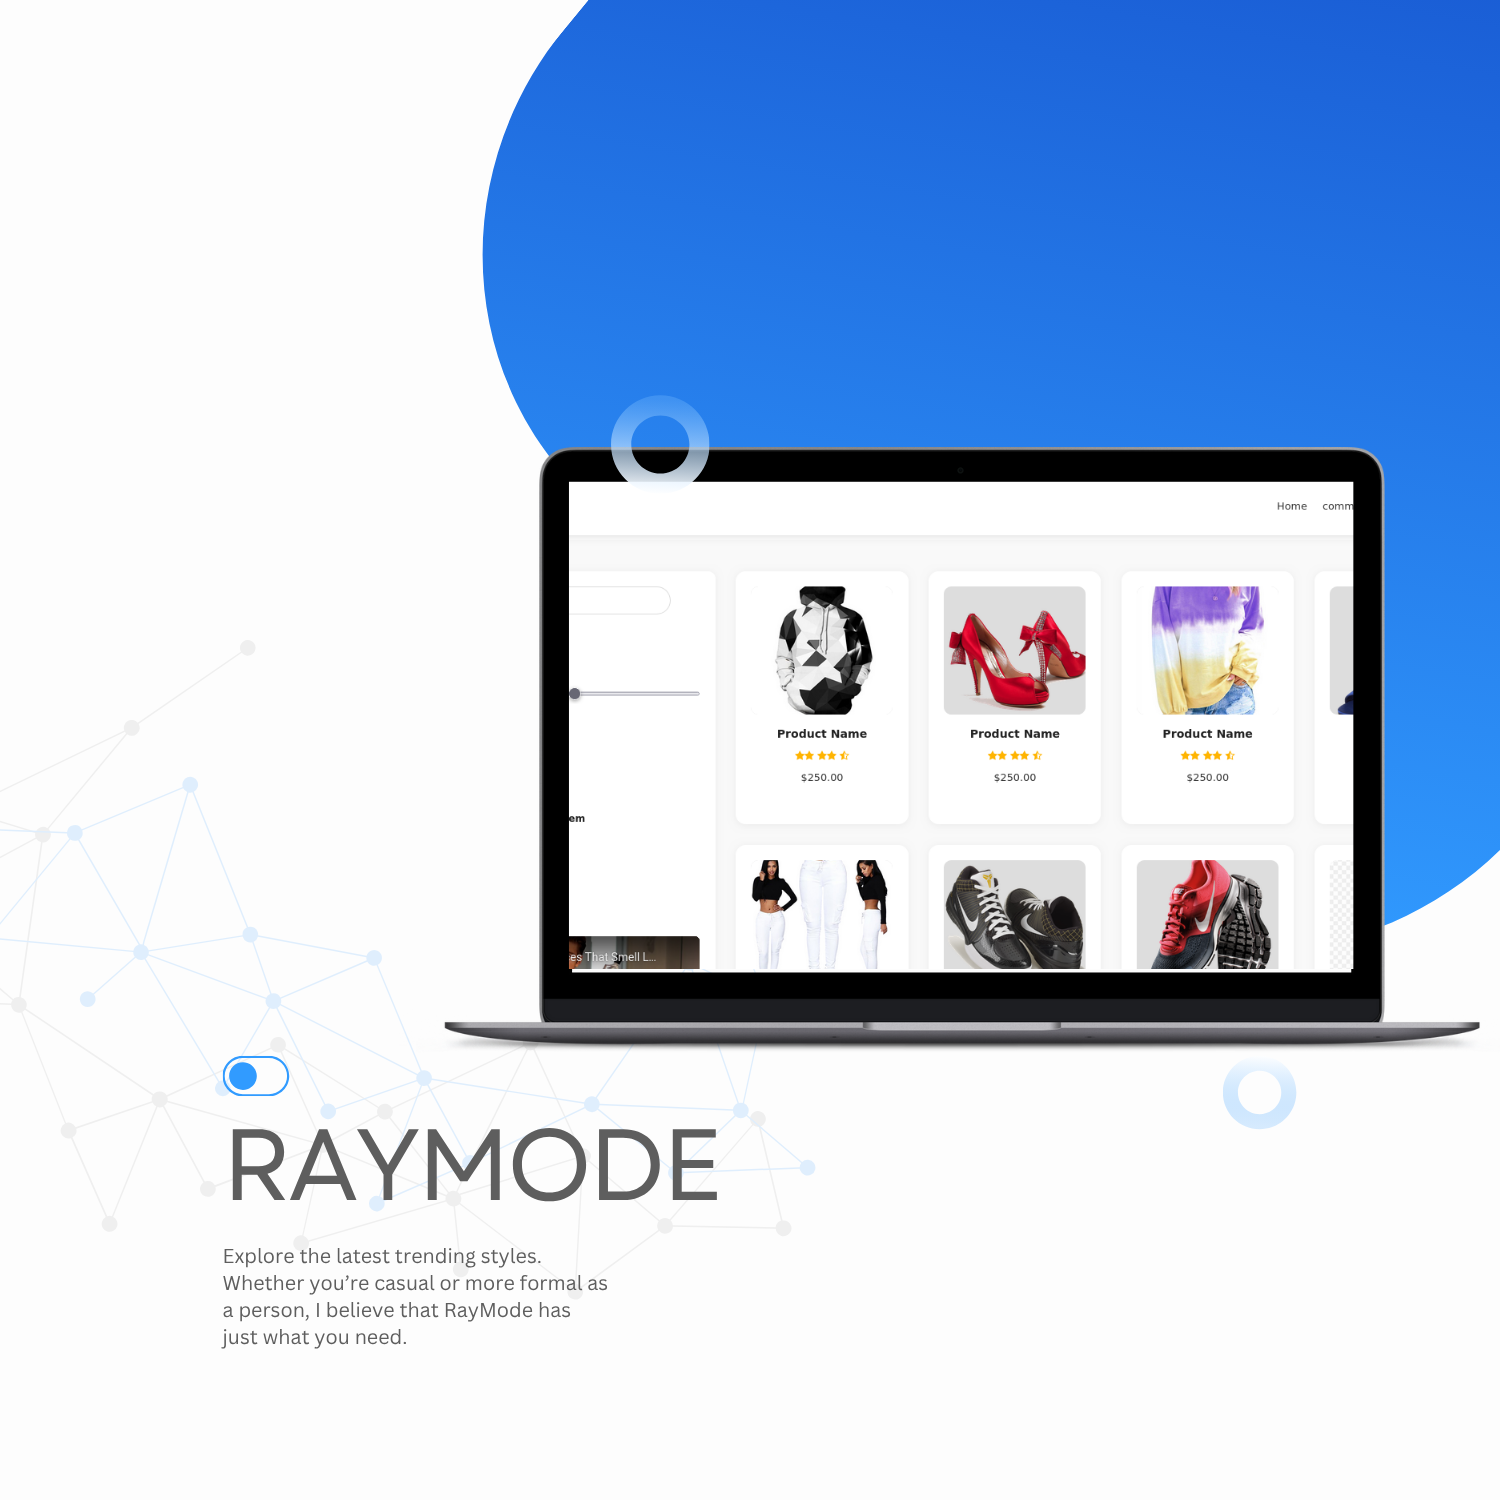 Home comm
Product Name
$250.00
Product Name
$250.00
Product Name
$250.00
em
es That Smell L...
RAYMODE
Explore the latest trending styles.
Whether you’re casual or more formal as
a person, I believe that RayMode has
just what you need.